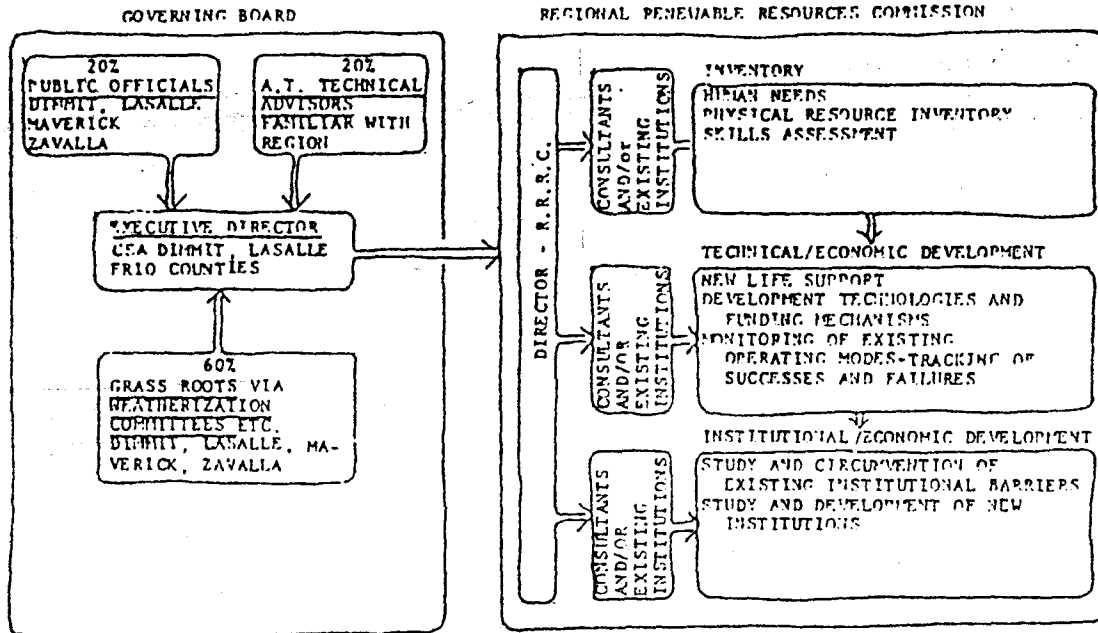 GOVERNING BOARD
20%
PUBLIC OFFICIALS
DIMMIT, LASALLE
MAVERICK
ZAVALLA
20%
A.T. TECHNICAL
ADVISORS
FAMILIAR WITH
REGION
EXECUTIVE DIRECTOR
CSA DIMMIT, LASALLE
FRIO COUNTIES
60%
GRASS ROOTS VIA
WEATHERIZATION
COMMITTEES ETC.
DIMMIT, LASALLE, MA-
VERICK, ZAVALLA
REGIONAL RENEWABLE RESOURCES COMMISSION
DIRECTOR - R.R.R.C.
CONSULTANTS
AND/or
EXISTING
INSTITUTIONS
INVENTORY
HUMAN NEEDS
PHYSICAL RESOURCE INVENTORY
SKILLS ASSESSMENT
CONSULTANTS
AND/OR
EXISTING
INSTITUTIONS
TECHNICAL/ECONOMIC DEVELOPMENT
NEW LIFE SUPPORT
DEVELOPMENT TECHNOLOGIES AND
FUNDING MECHANISMS
MONITORING OF EXISTING
OPERATING MODES-TRACKING OF
SUCCESSES AND FAILURES
CONSULTANTS
AND/OR
EXISTING
INSTITUTIONS
INSTITUTIONAL/ECONOMIC DEVELOPMENT
STUDY AND CIRCUMVENTION OF
EXISTING INSTITUTIONAL BARRIERS
STUDY AND DEVELOPMENT OF NEW
INSTITUTIONS